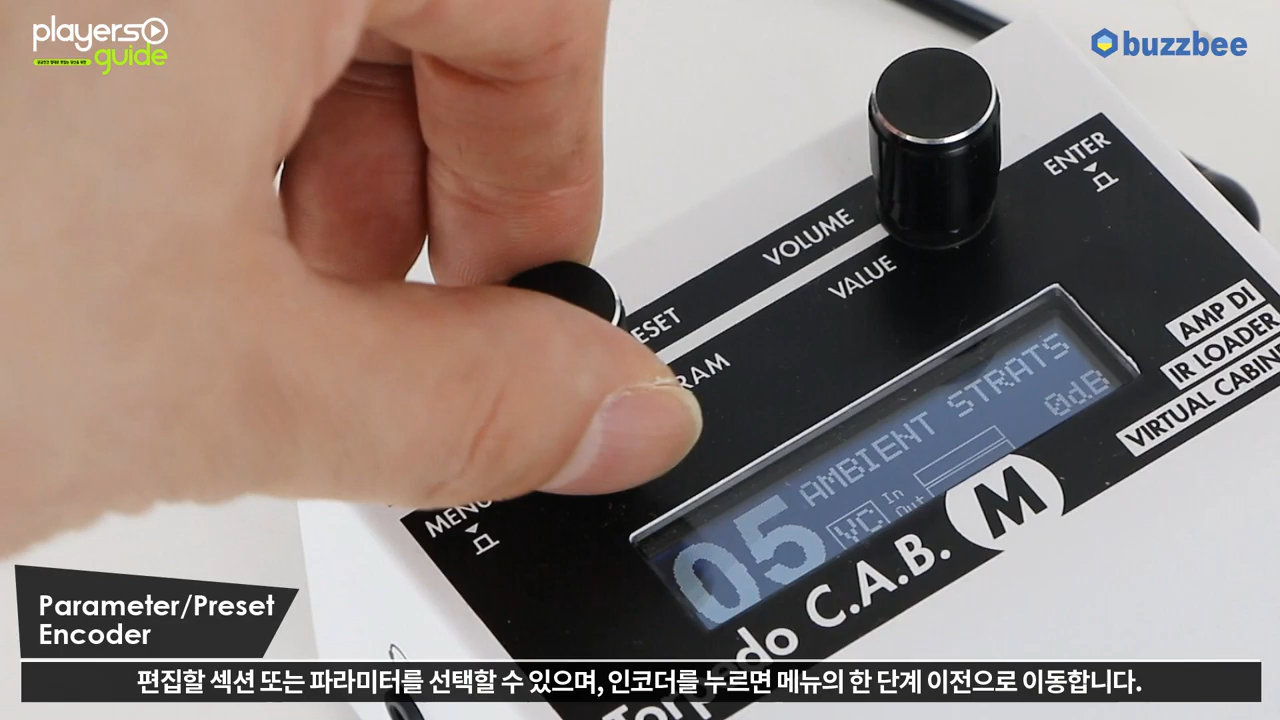 players
guide
buzzbee
ENTER
VOLUME
VALUE
ESET
RAM
MENU
AMP DI
IR LOADER
VIRTUAL CABINE
05 AMBIENT STRATS
0dB
VC In
Out
Torpedo C.A.B. M
Parameter/Preset
Encoder
편집할 섹션 또는 파라미터를 선택할 수 있으며, 인코더를 누르면 메뉴의 한 단계 이전으로 이동합니다.